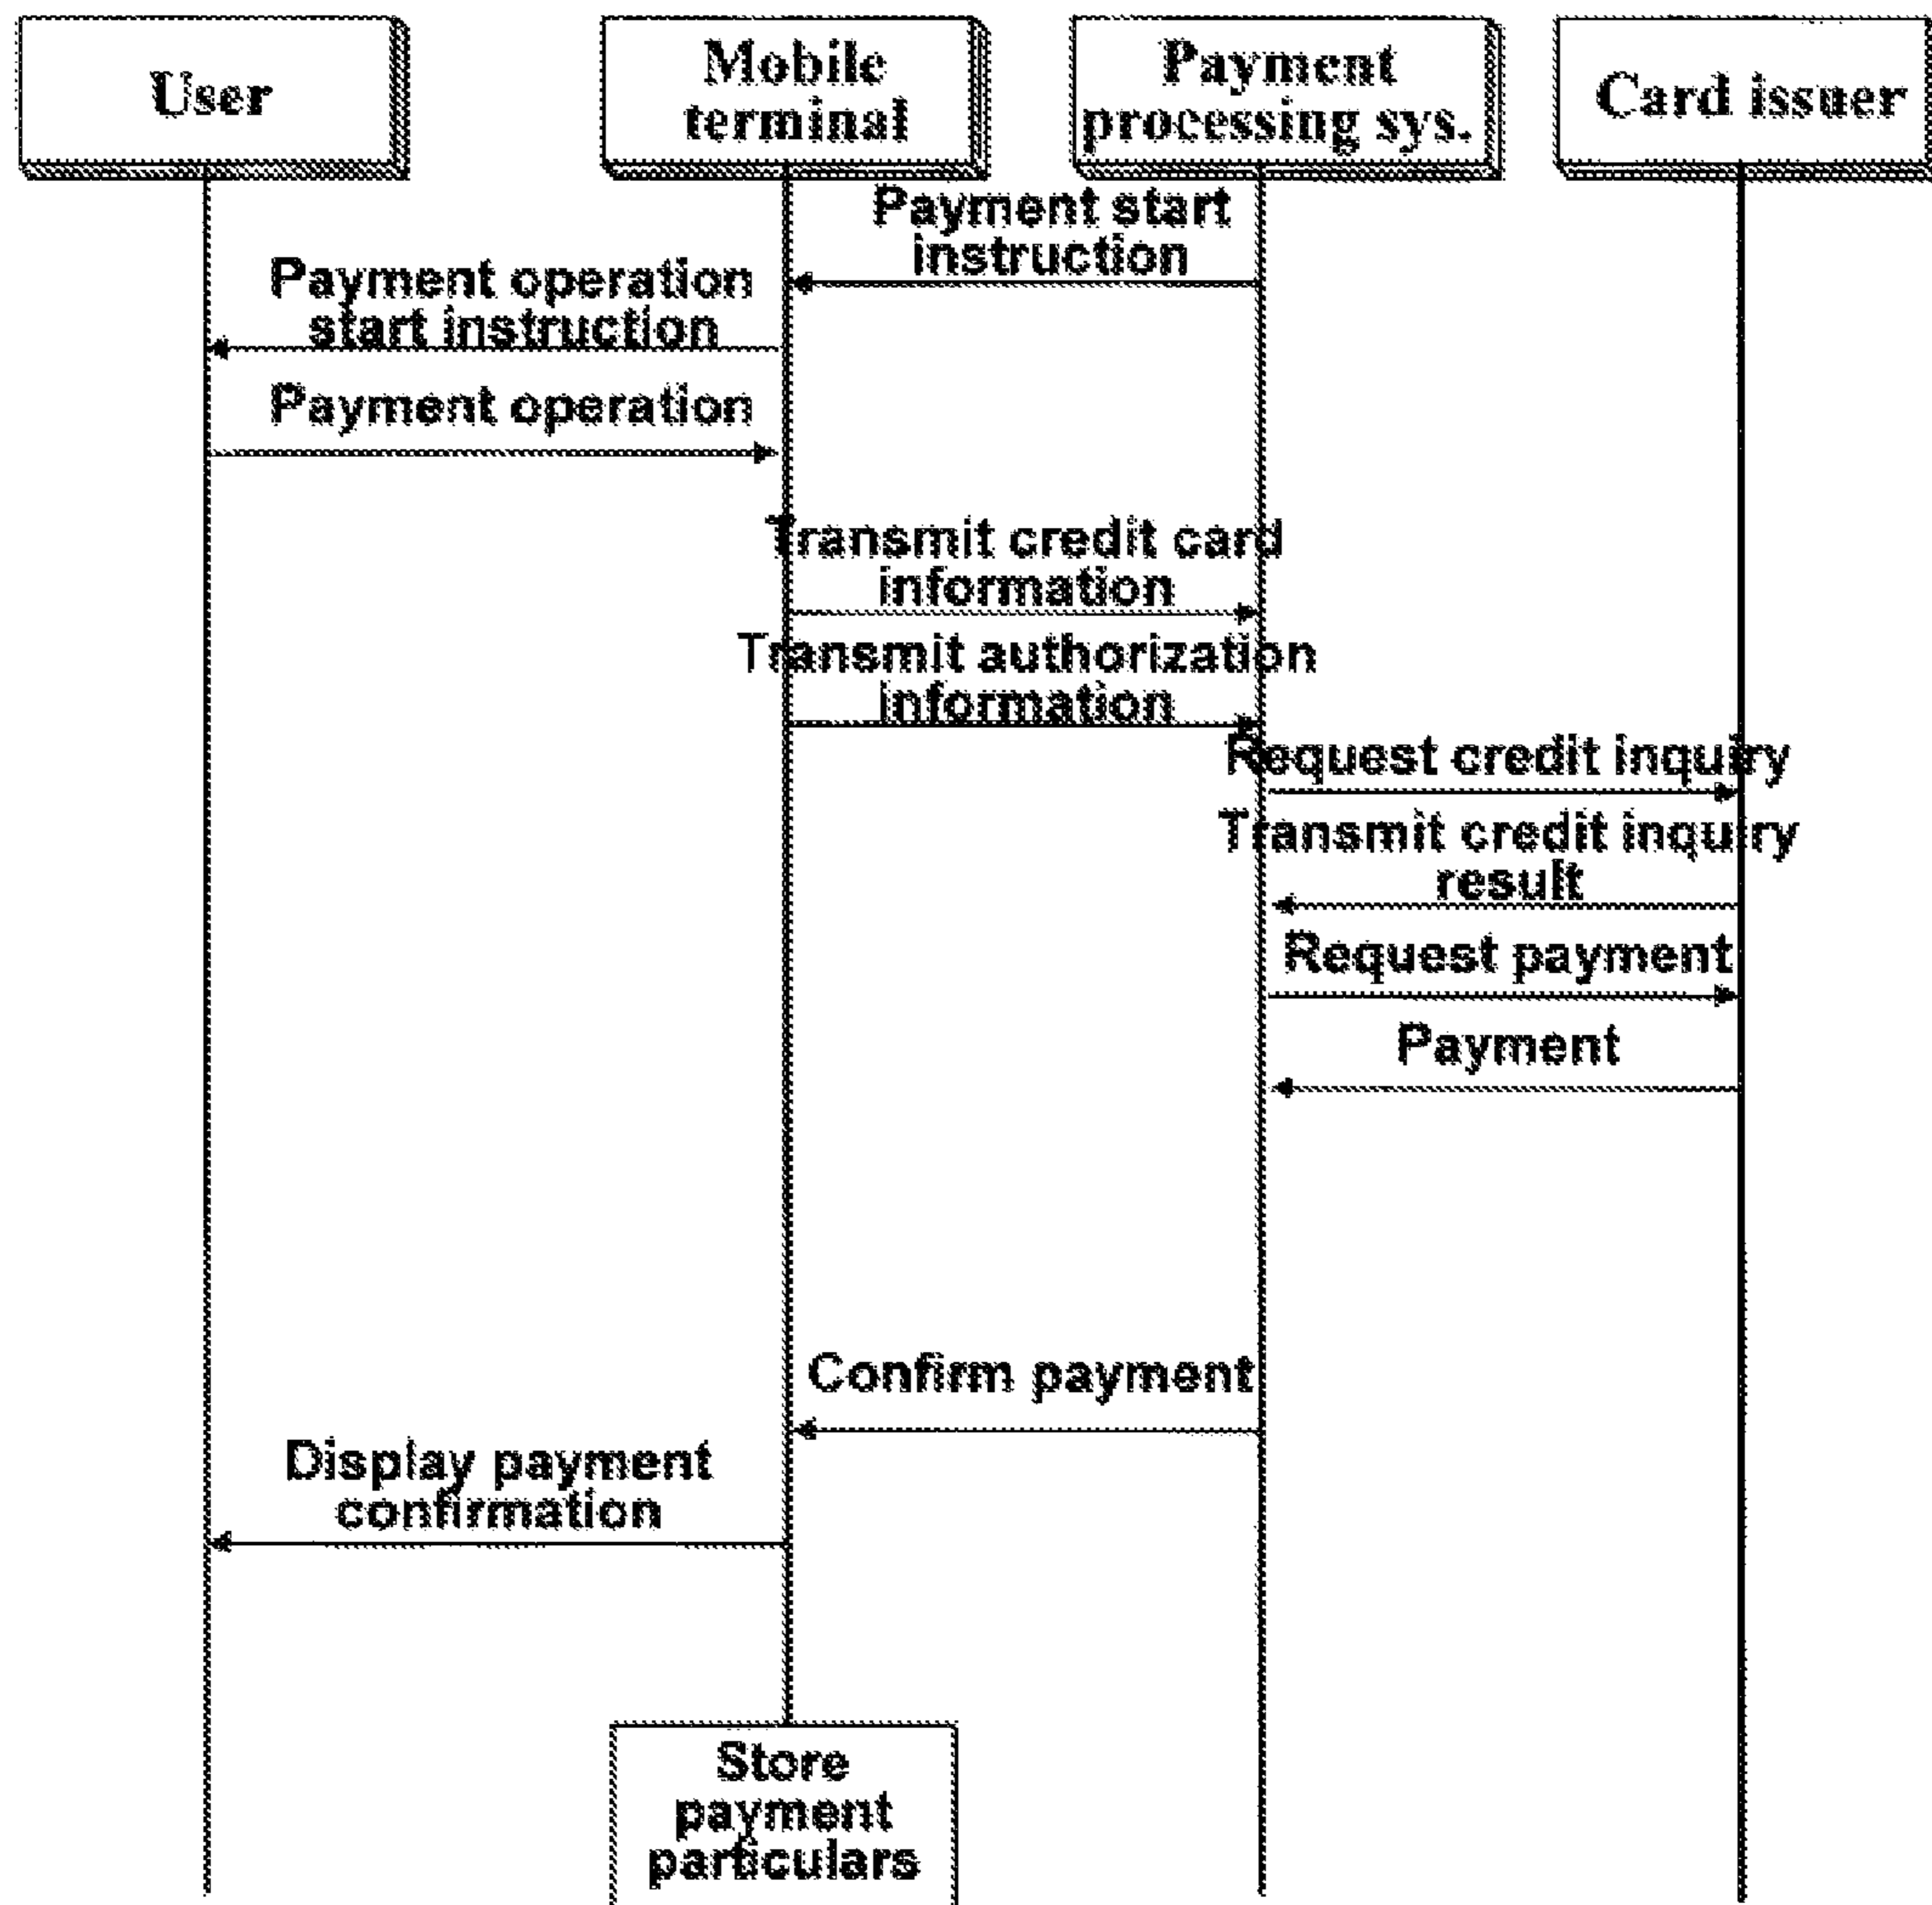 User
Mobile
terminal
Payment
processing sys.
Card issuer
Payment start
instruction
Payment operation
start instruction
Payment operation
Transmit credit card
information
Transmit authorization
information
Request credit inquiry
Transmit credit inquiry
result
Request payment
Payment
Confirm payment
Display payment
confirmation
Store
payment
particulars